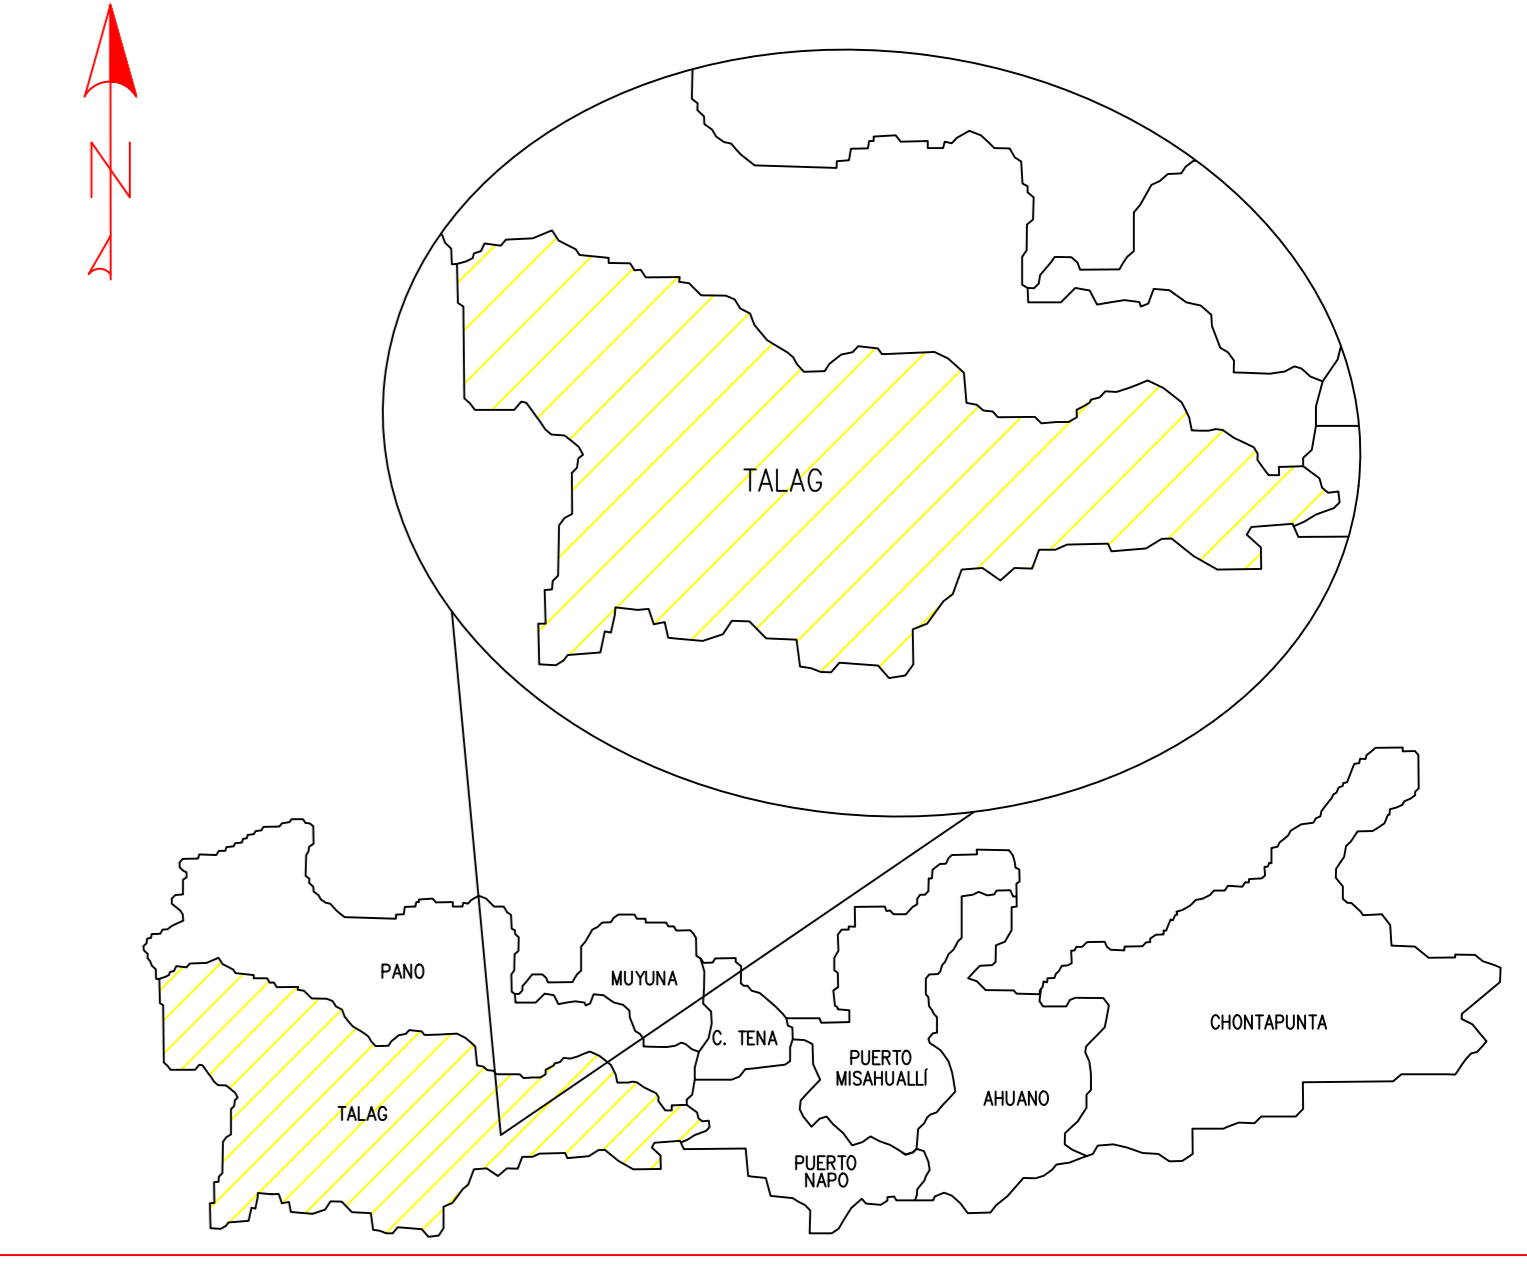 N
TALAG
PANO
MUYUNA
C. TENA
PUERTO
MISAHUALLÍ
CHONTAPUNTA
AHUANO
TALAG
PUERTO
NAPO